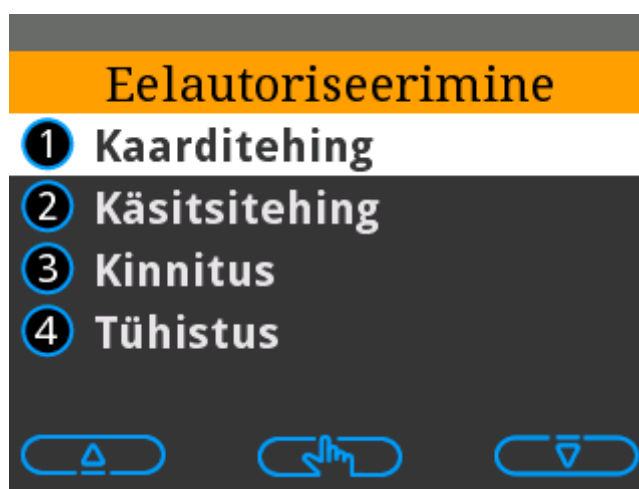 Eelautoriseerimine
1 Kaarditehing
2 Käsitsitehing
3 Kinnitus
4 Tühistus